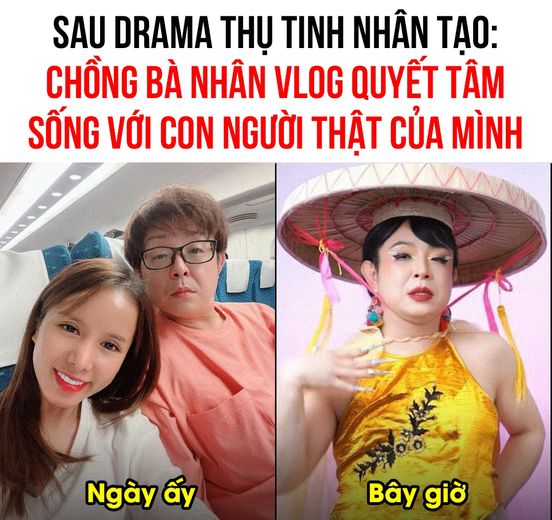 SAU DRAMA THỤ TINH NHÂN TẠO:
CHỒNG BÀ NHÂN VLOG QUYẾT TÂM
SỐNG VỚI CON NGƯỜI THẬT CỦA MÌNH
Ngày ấy
Bây giờ